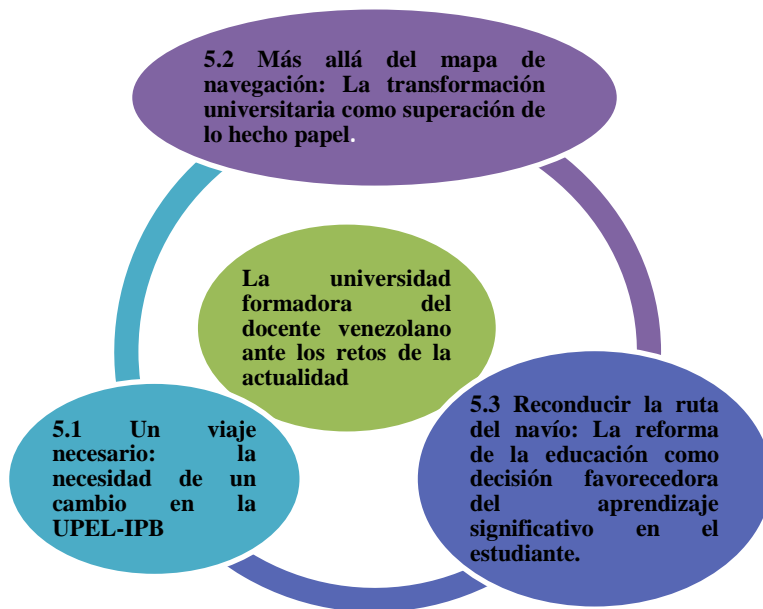 5.2 Más allá del mapa de
navegación: La transformación
universitaria como superación de
lo hecho papel.
La universidad
formadora del
docente venezolano
ante los retos de la
actualidad
5.1 Un viaje
necesario: la
necesidad de un
cambio en la
UPEL-IPB
5.3 Reconducir la ruta
del navío: La reforma
de la educación como
decisión favorecedora
del aprendizaje
significativo en el
estudiante.